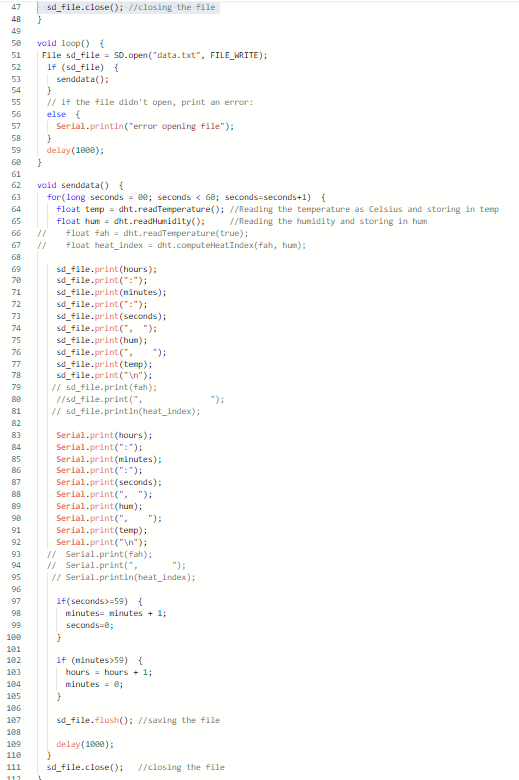 47 sd_file.close(); //closing the file
48 }
49
50 void loop() {
51 File sd_file = SD.open("data.txt", FILE_WRITE);
52 if (sd_file) {
53 senddata();
54 }
55 // if the file didn't open, print an error:
56 else {
57 Serial.println("error opening file");
58 }
59 delay(1000);
60 }
61
62 void senddata() {
63 for(long seconds = 00; seconds < 60; seconds=seconds+1) {
64 float temp = dht.readTemperature(); //Reading the temperature as Celsius and storing in temp
65 float hum = dht.readHumidity(); //Reading the humidity and storing in hum
66 // float fah = dht.readTemperature(true);
67 // float heat_index = dht.computeHeatIndex(fah, hum);
68
69 sd_file.print(hours);
70 sd_file.print(":");
71 sd_file.print(minutes);
72 sd_file.print(":");
73 sd_file.print(seconds);
74 sd_file.print(",  ");
75 sd_file.print(hum);
76 sd_file.print(",    ");
77 sd_file.print(temp);
78 sd_file.print("\n");
79 // sd_file.print(fah);
80 //sd_file.print(",              ");
81 // sd_file.println(heat_index);
82
83 Serial.print(hours);
84 Serial.print(":");
85 Serial.print(minutes);
86 Serial.print(":");
87 Serial.print(seconds);
88 Serial.print(",  ");
89 Serial.print(hum);
90 Serial.print(",    ");
91 Serial.print(temp);
92 Serial.print("\n");
93 // Serial.print(fah);
94 // Serial.print(",       ");
95 // Serial.println(heat_index);
96
97 if(seconds>=59) {
98 minutes= minutes + 1;
99 seconds=0;
100 }
101
102 if (minutes>59) {
103 hours = hours + 1;
104 minutes = 0;
105 }
106
107 sd_file.flush(); //saving the file
108
109 delay(1000);
110 }
111 sd_file.close(); //closing the file
112 }